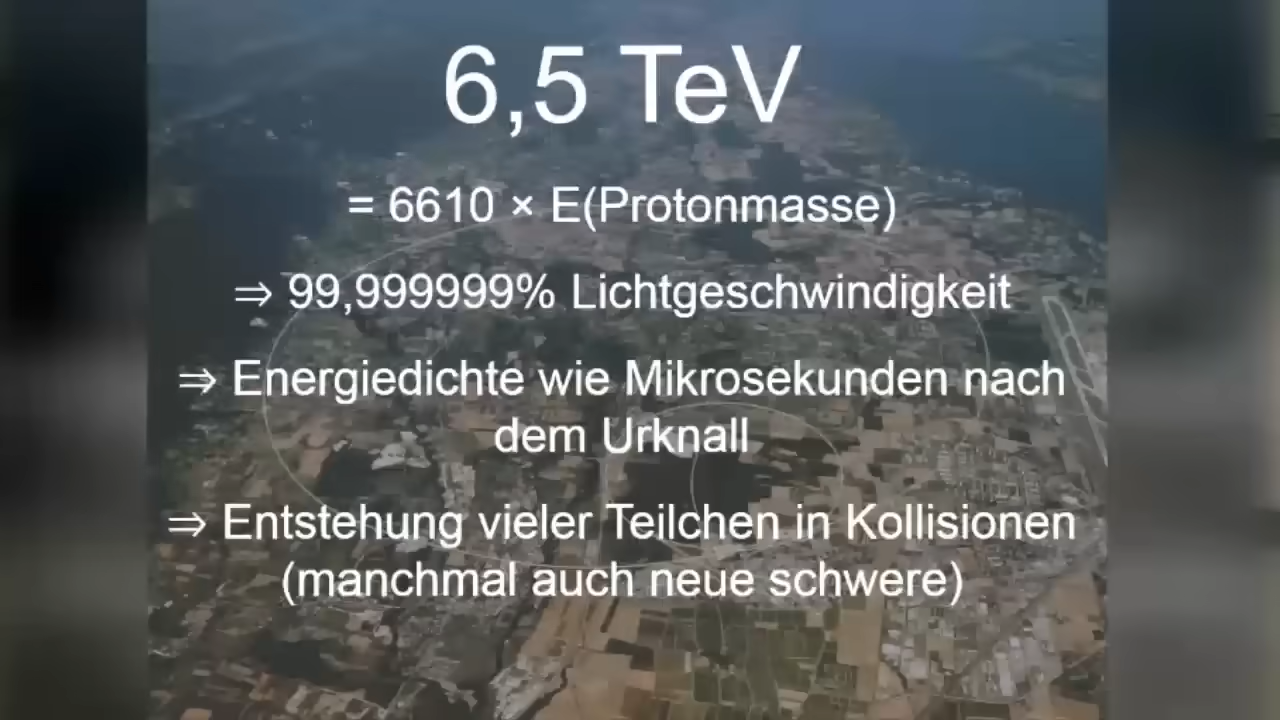 6,5 TeV
= 6610 × E(Protonmasse)
⇒ 99,999999% Lichtgeschwindigkeit
⇒ Energiedichte wie Mikrosekunden nach
dem Urknall
⇒ Entstehung vieler Teilchen in Kollisionen
(manchmal auch neue schwere)